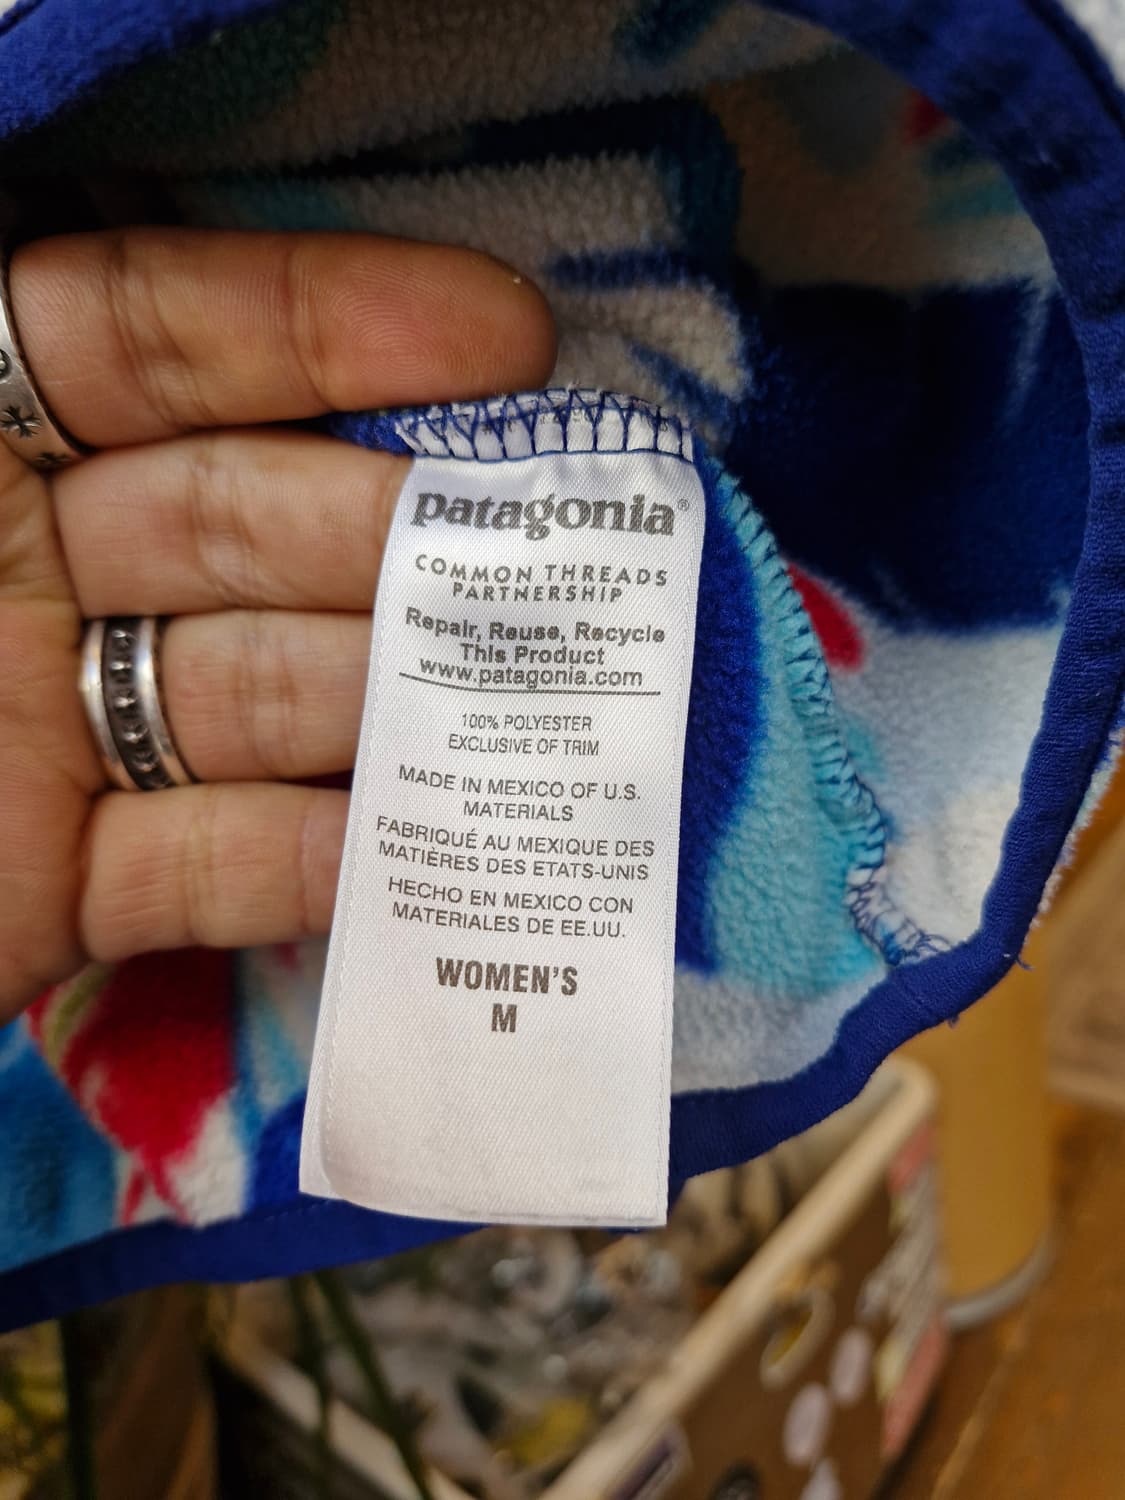 patagonia®
COMMON THREADS
PARTNERSHIP
Repair, Reuse, Recycle
This Product
www.patagonia.com
100% POLYESTER
EXCLUSIVE OF TRIM
MADE IN MEXICO OF U.S.
MATERIALS
FABRIQUÉ AU MEXIQUE DES
MATIÈRES DES ETATS-UNIS
HECHO EN MEXICO CON
MATERIALES DE EE.UU.
WOMEN'S
M